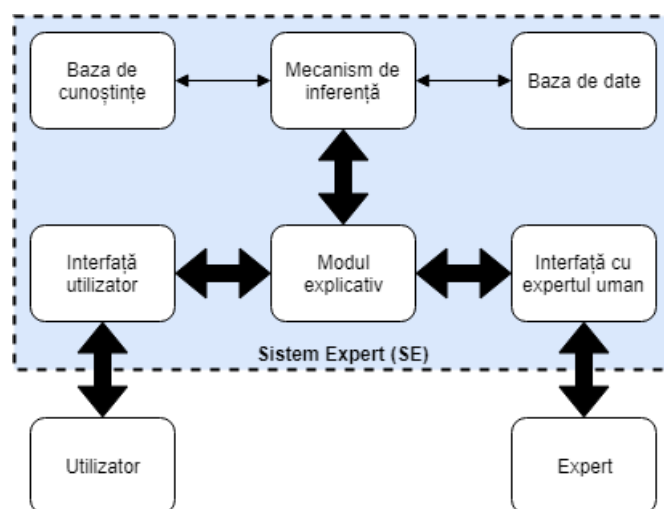 Baza de
cunoștințe
Mecanism de
inferență
Baza de date
Interfață
utilizator
Modul
explicativ
Interfață cu
expertul uman
Sistem Expert (SE)
Utilizator
Expert